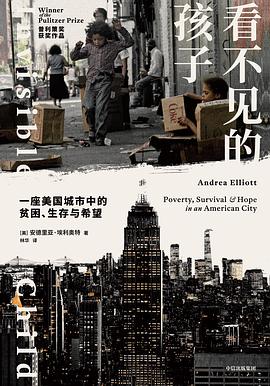 Winner
of the
Pulitzer Prize
普利策奖
获奖作品
看不见的
孩子
Invisible
Child
Andrea Elliott
Poverty, Survival & Hope
in an American City
一座美国城市中的
贫困、生存与希望
[美] 安德里亚·埃利奥特 著
林华 译
中信出版集团